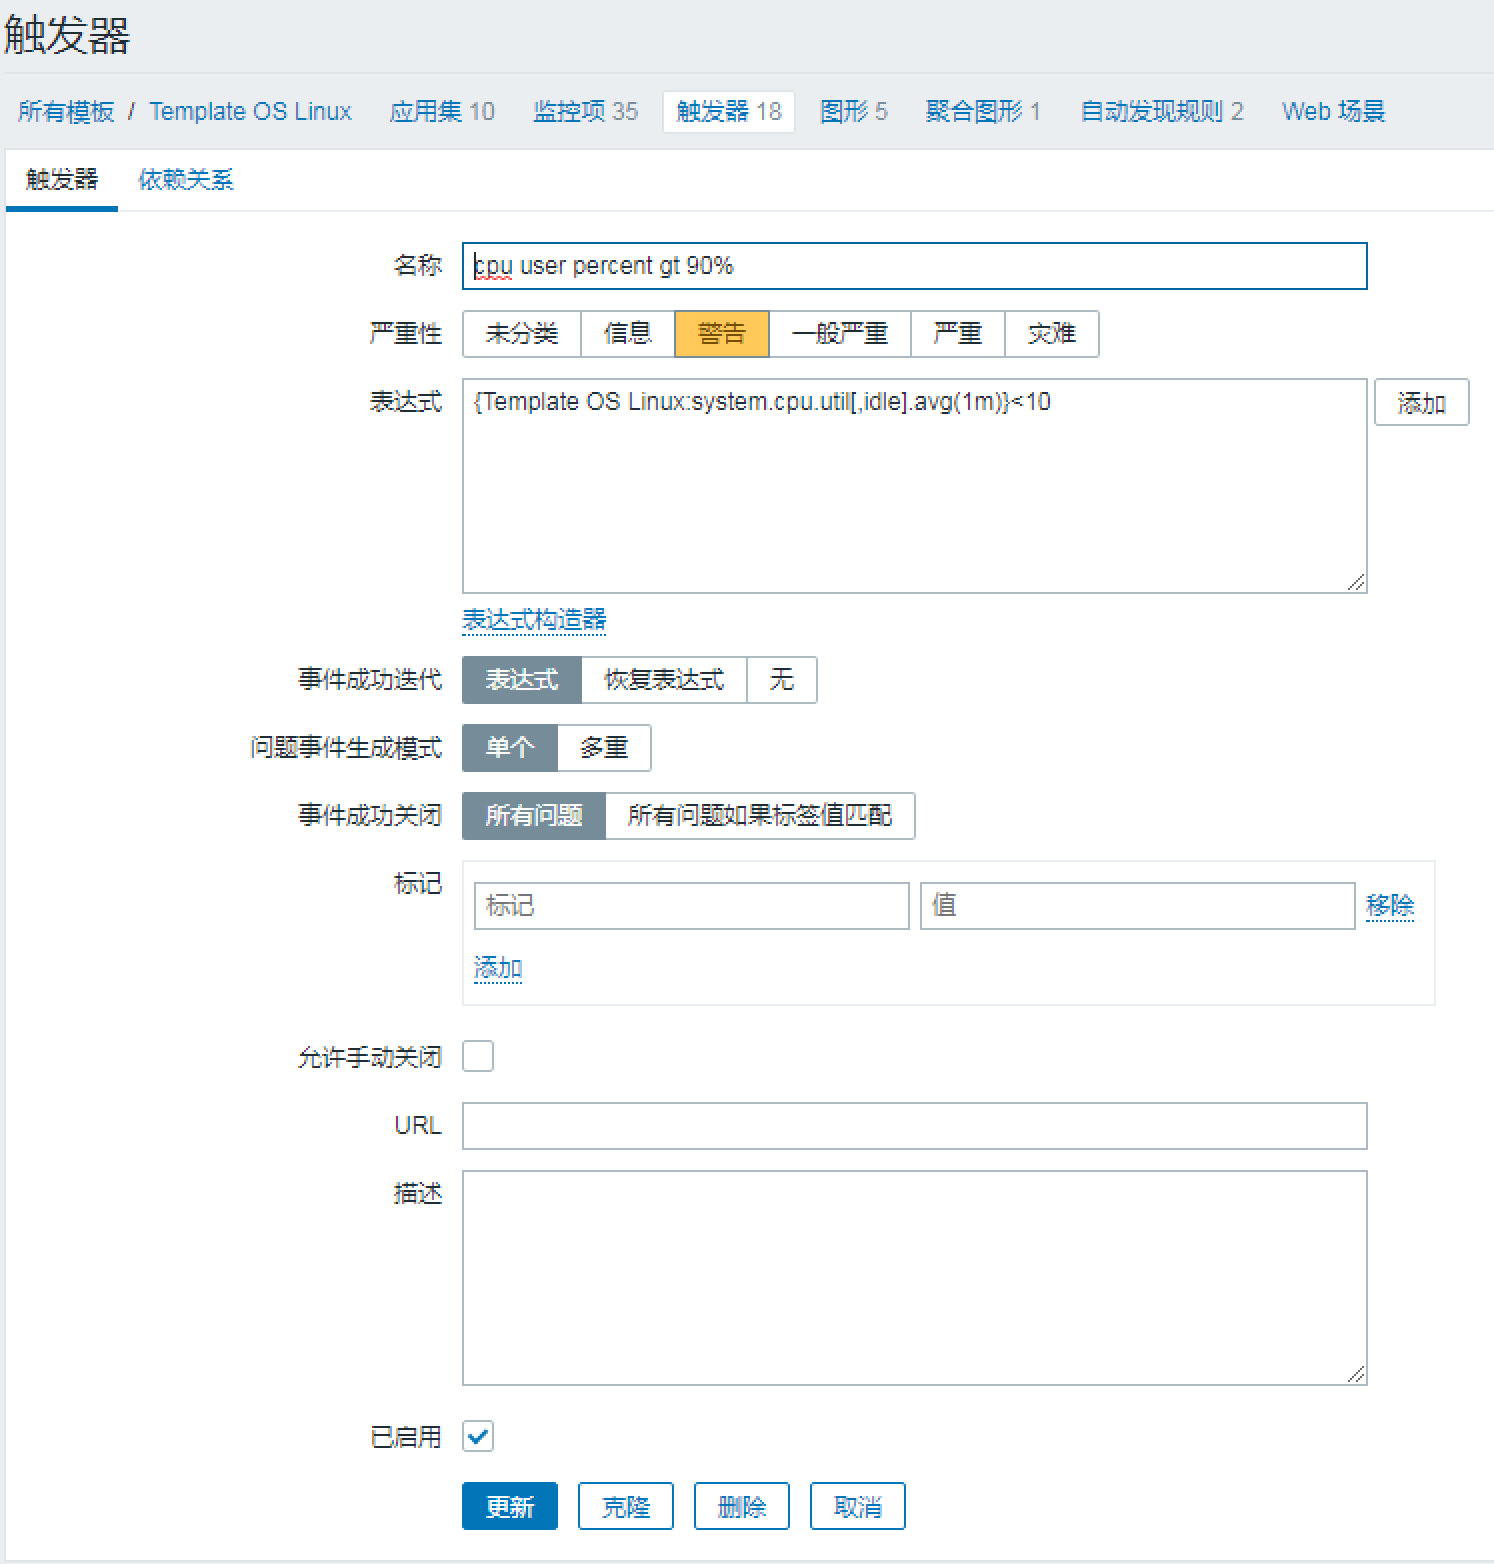 触发器
所有模板 / Template OS Linux 应用集 10 监控项 35 触发器 18 图形 5 聚合图形 1 自动发现规则 2 Web 场景
触发器 依赖关系
名称 cpu user percent gt 90%
严重性 未分类 信息 警告 一般严重 严重 灾难
表达式 {Template OS Linux:system.cpu.util[,idle].avg(1m)}<10 添加
表达式构造器
事件成功迭代 表达式 恢复表达式 无
问题事件生成模式 单个 多重
事件成功关闭 所有问题 所有问题如果标签值匹配
标记 标记 值 移除
添加
允许手动关闭
URL
描述
已启用
更新 克隆 删除 取消